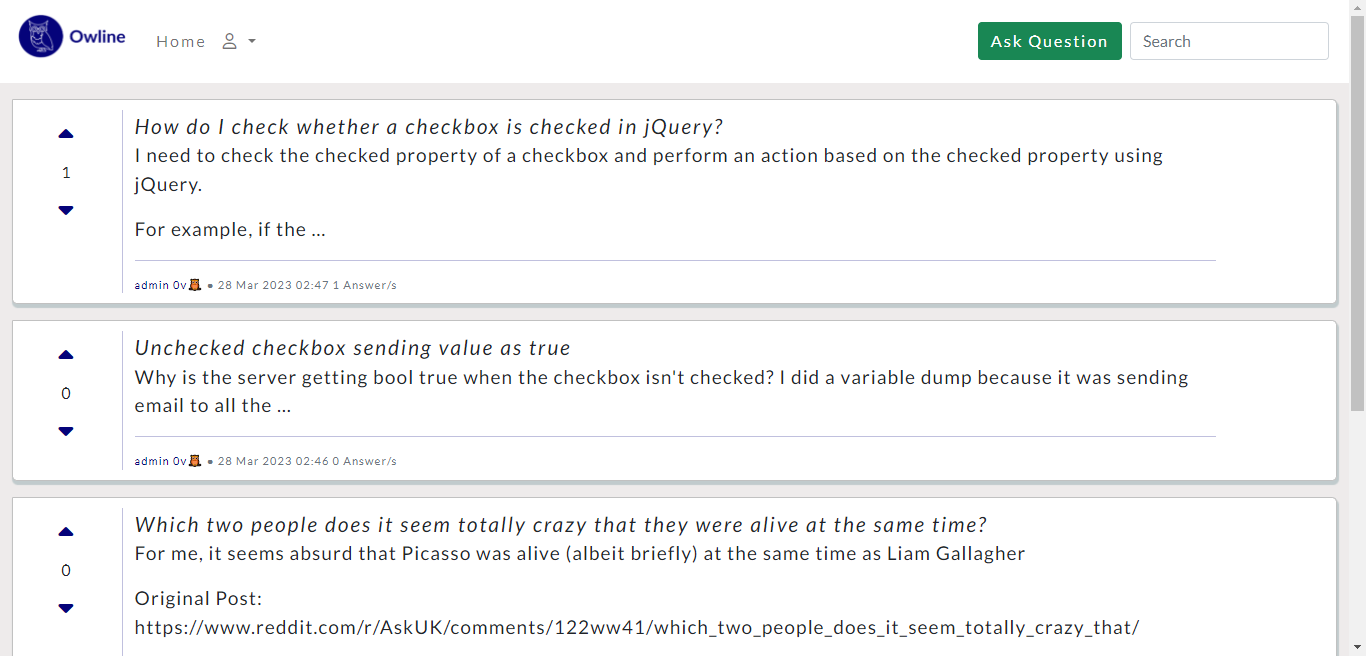 Owline
Home
Ask Question
Search
How do I check whether a checkbox is checked in jQuery?
I need to check the checked property of a checkbox and perform an action based on the checked property using
jQuery.
1
For example, if the ...
admin 0v • 28 Mar 2023 02:47 1 Answer/s
Unchecked checkbox sending value as true
Why is the server getting bool true when the checkbox isn't checked? I did a variable dump because it was sending
email to all the ...
0
admin 0v • 28 Mar 2023 02:46 0 Answer/s
Which two people does it seem totally crazy that they were alive at the same time?
For me, it seems absurd that Picasso was alive (albeit briefly) at the same time as Liam Gallagher
0
Original Post:
https://www.reddit.com/r/AskUK/comments/122ww41/which_two_people_does_it_seem_totally_crazy_that/